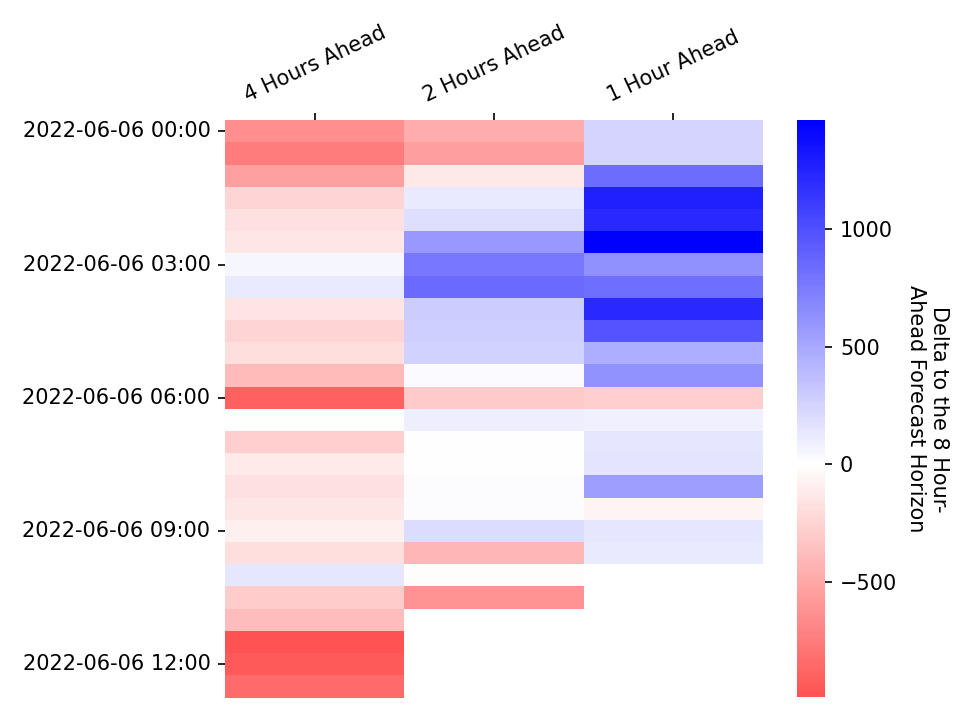 4 Hours Ahead
2 Hours Ahead
1 Hour Ahead
2022-06-06 00:00
2022-06-06 03:00
2022-06-06 06:00
2022-06-06 09:00
2022-06-06 12:00
1000
500
0
−500
Delta to the 8 Hour-
Ahead Forecast Horizon